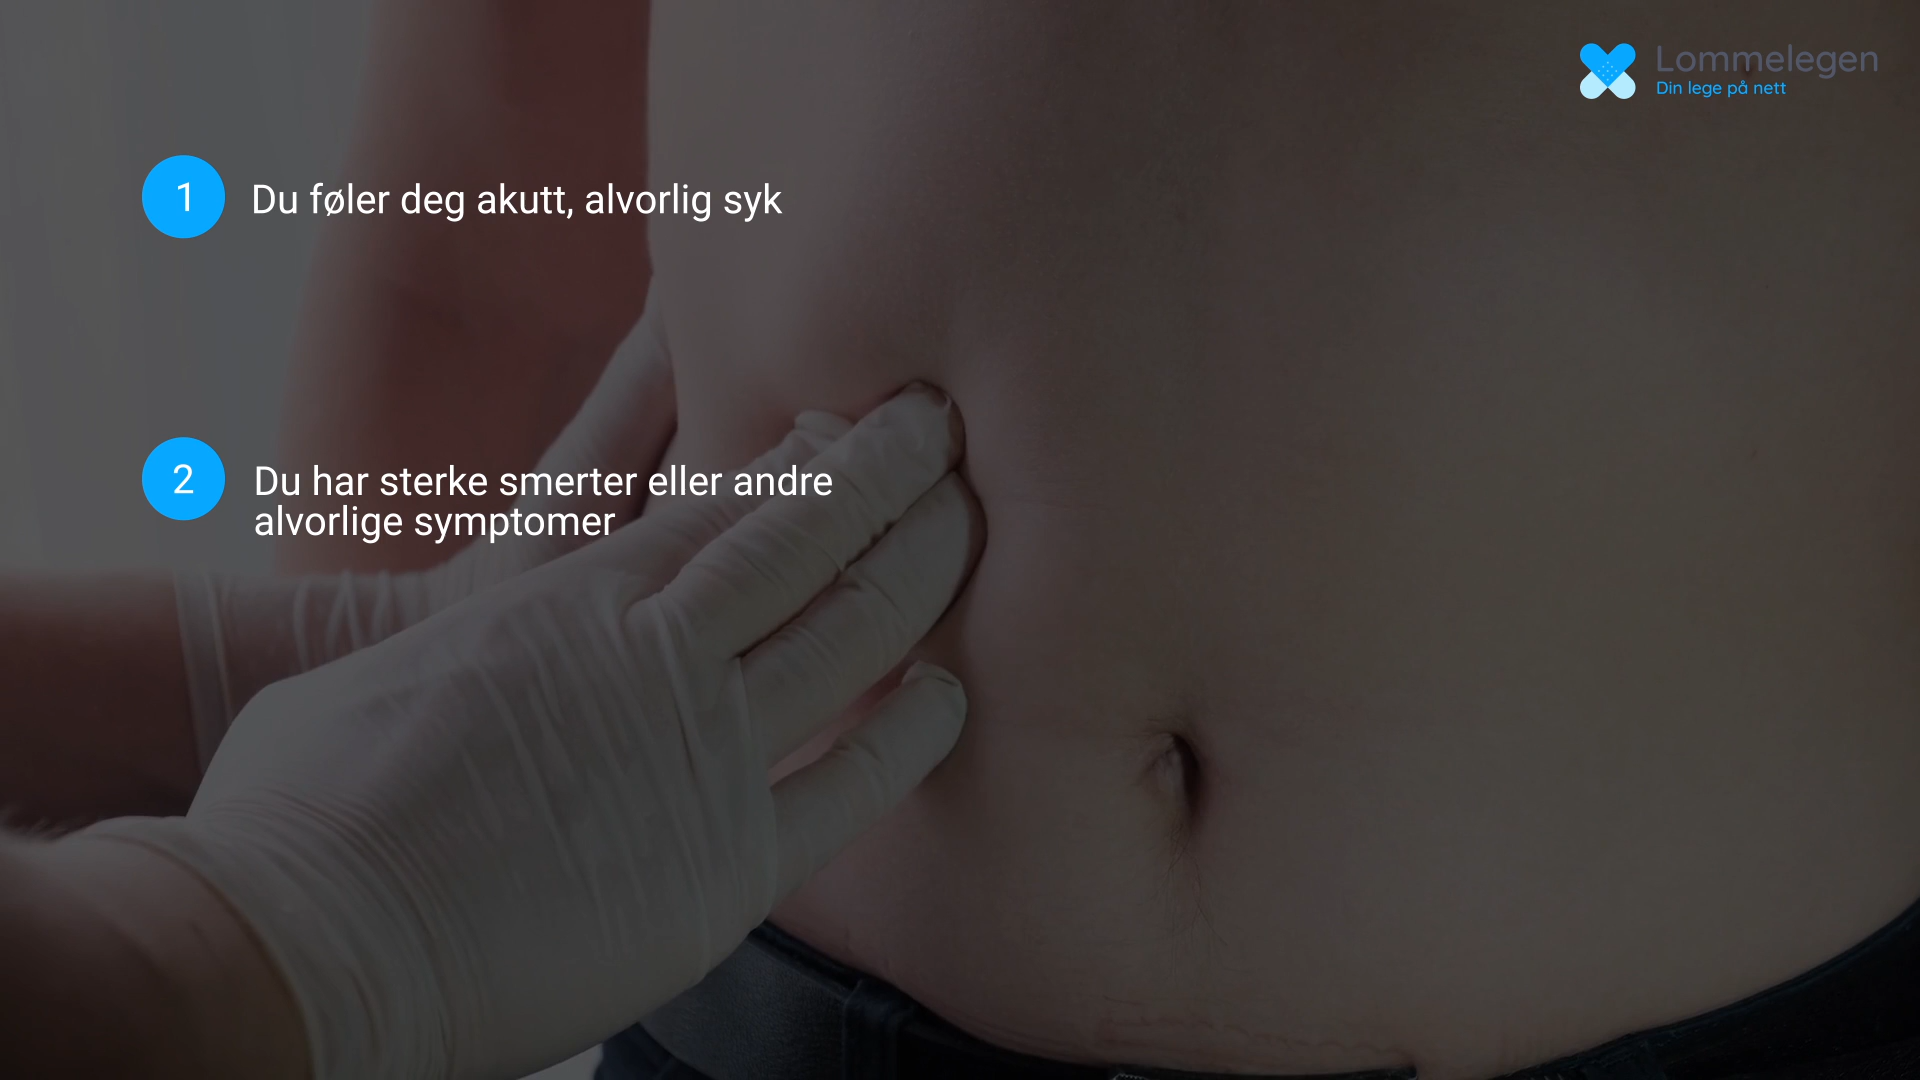 Lommelegen
Din lege på nett
1
Du føler deg akutt, alvorlig syk
2
Du har sterke smerter eller andre
alvorlige symptomer